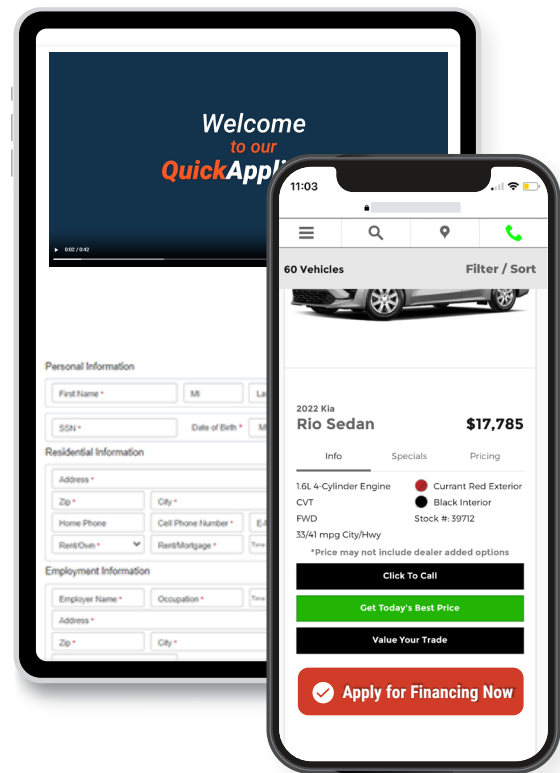 Welcome
to our
0:02 / 0:42
Personal Information
First Name *
MI
SSN *
Date of Birth *
Residential Information
Address *
Zip *
City *
Home Phone
Cell Phone Number *
Rent/Own *
Rent/Mortgage *
Employment Information
Employer Name *
Occupation *
Address *
Zip *
City *
11:03
60 Vehicles
Filter / Sort
2022 Kia
Rio Sedan
$17,785
Info
Specials
Pricing
1.6L 4-Cylinder Engine
Currant Red Exterior
CVT
Black Interior
FWD
Stock #: 39712
33/41 mpg City/Hwy
*Price may not include dealer added options
Click To Call
Get Today's Best Price
Value Your Trade
Apply for Financing Now